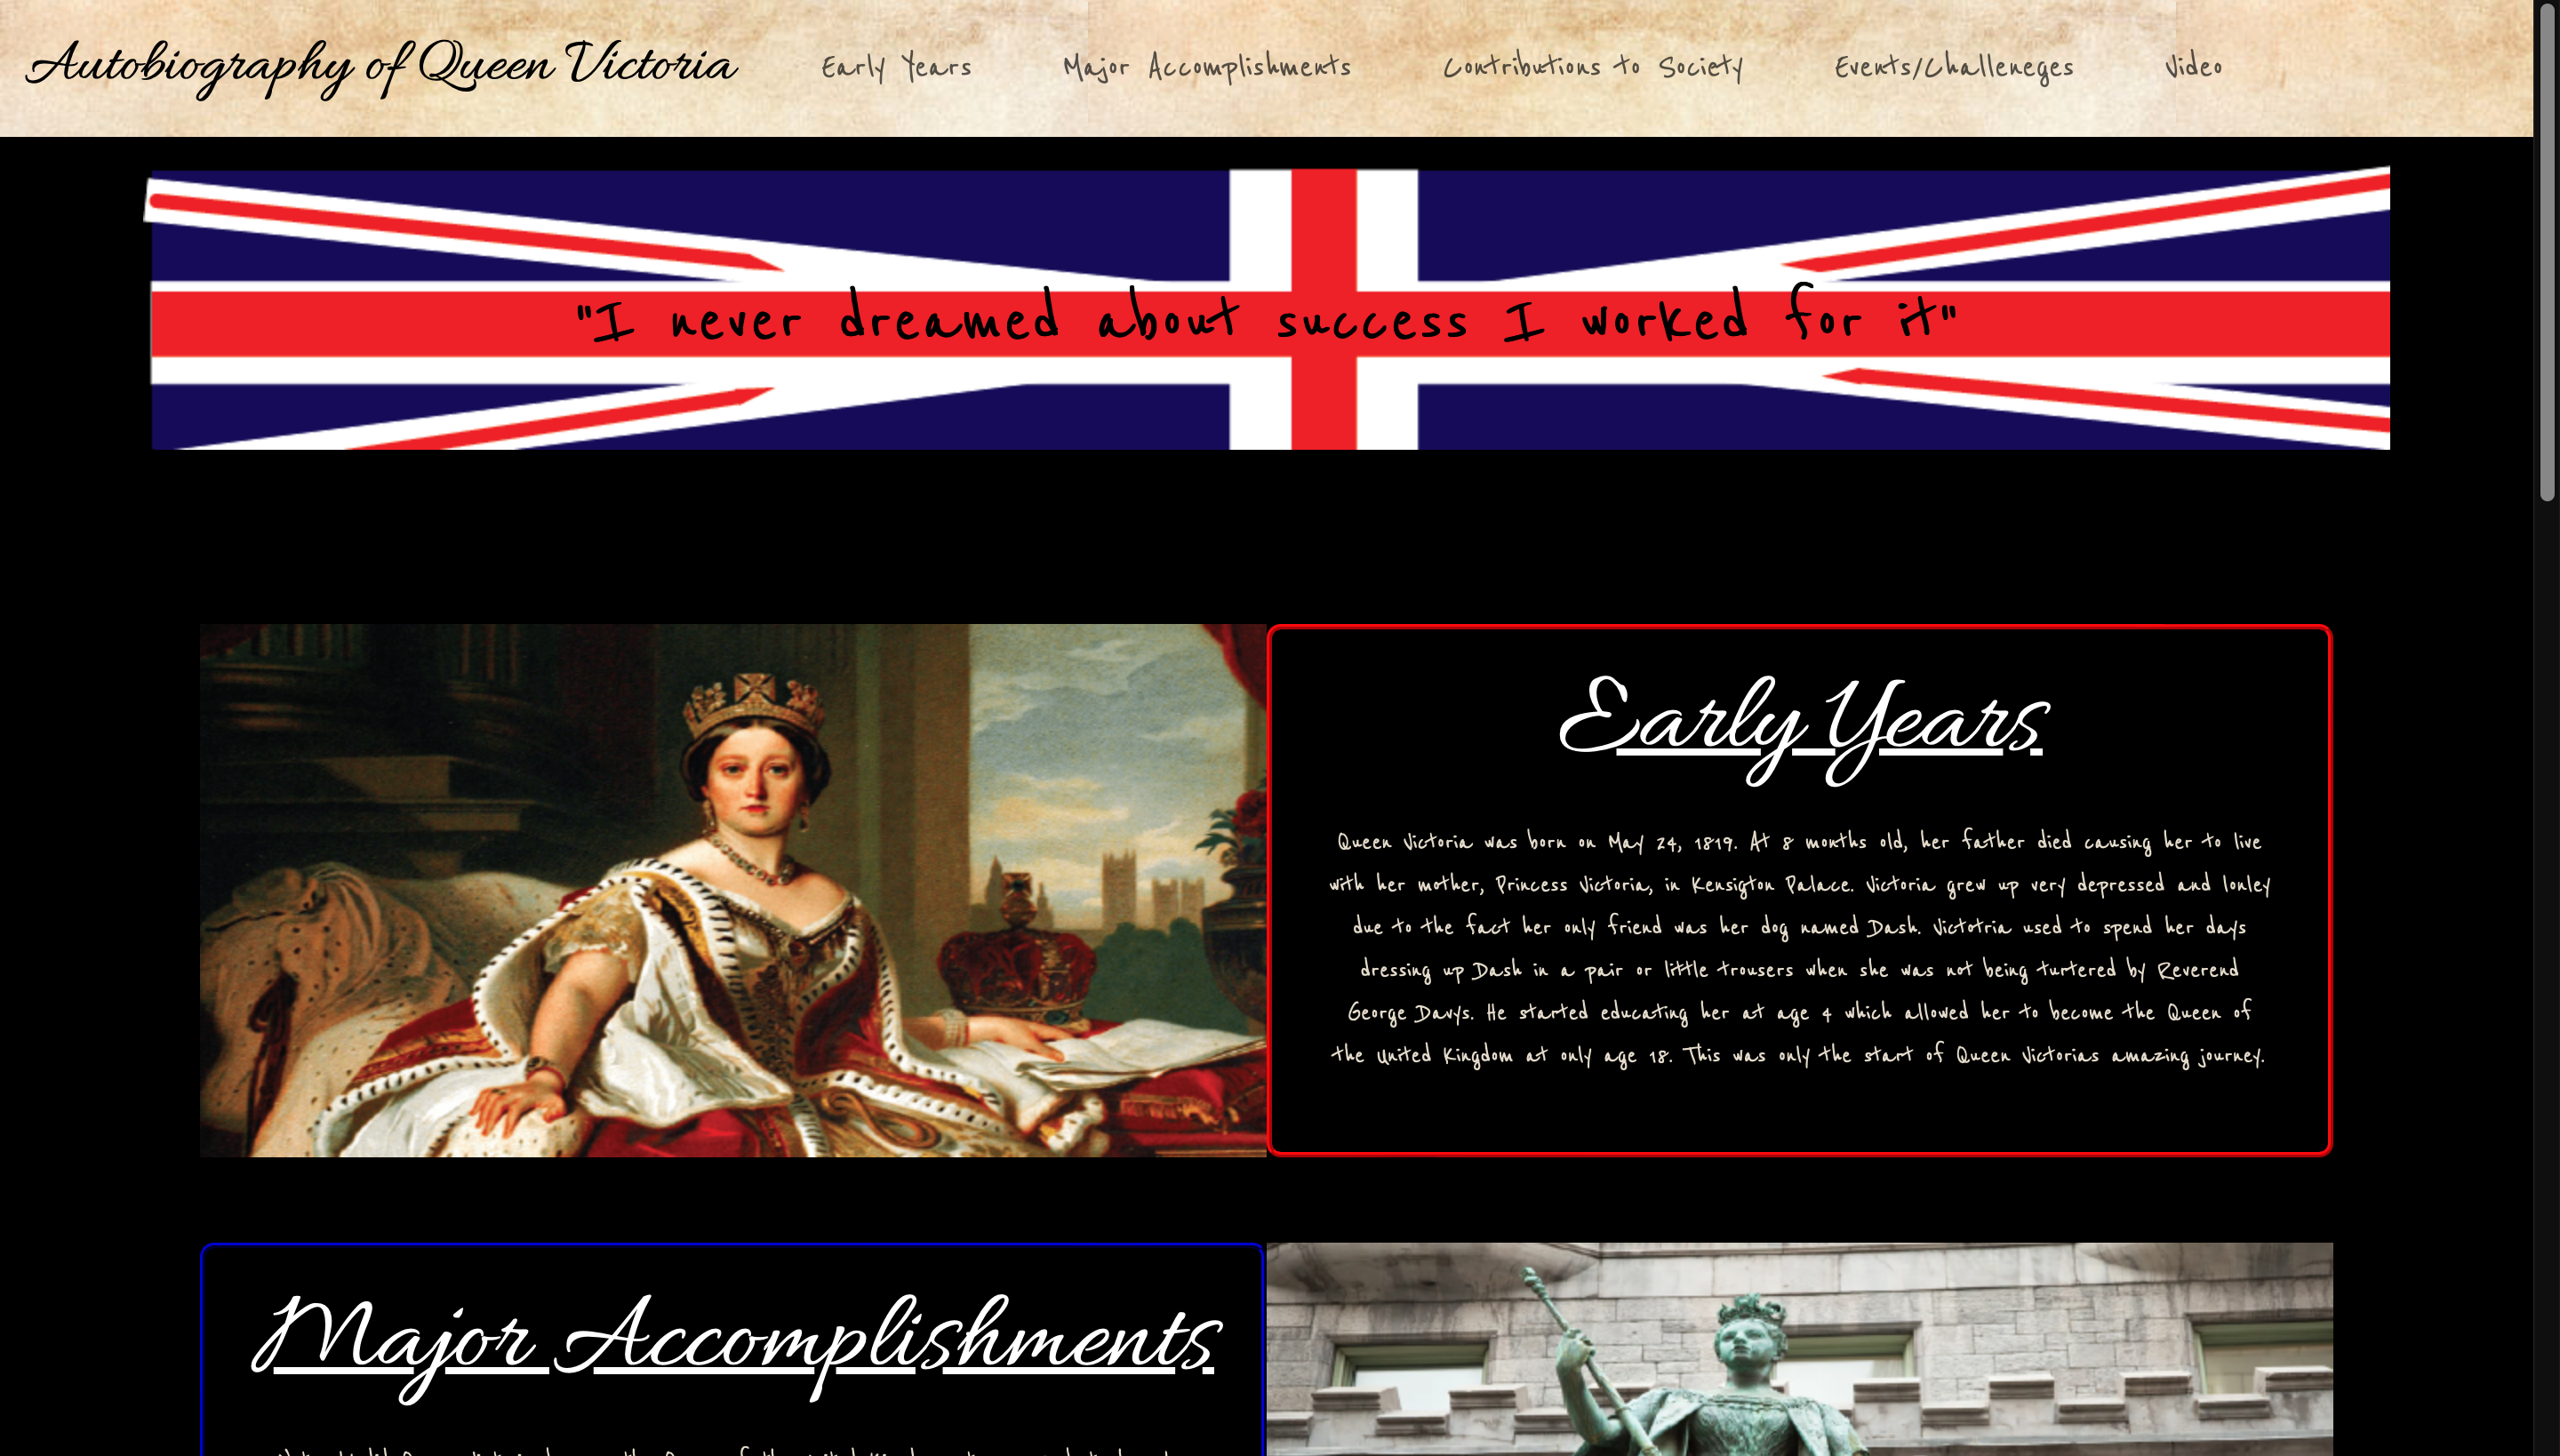 Autobiography of Queen Victoria
Early Years
Major Accomplishments
Contributions to Society
Events/Challeneges
Video
"I never dreamed about success I worked for it"
Early Years
Queen Victoria was born on May 24, 1819. At 8 months old, her father died causing her to live
with her mother, Princess Victoria, in Kensigton Palace. Victoria grew up very depressed and lonley
due to the fact her only friend was her dog named Dash. Victotria used to spend her days
dressing up Dash in a pair or little trousers when she was not being turtered by Reverend
George Davys. He started educating her at age 4 which allowed her to become the Queen of
the United Kingdom at only age 18. This was only the start of Queen Victorias amazing journey.
Major Accomplishments